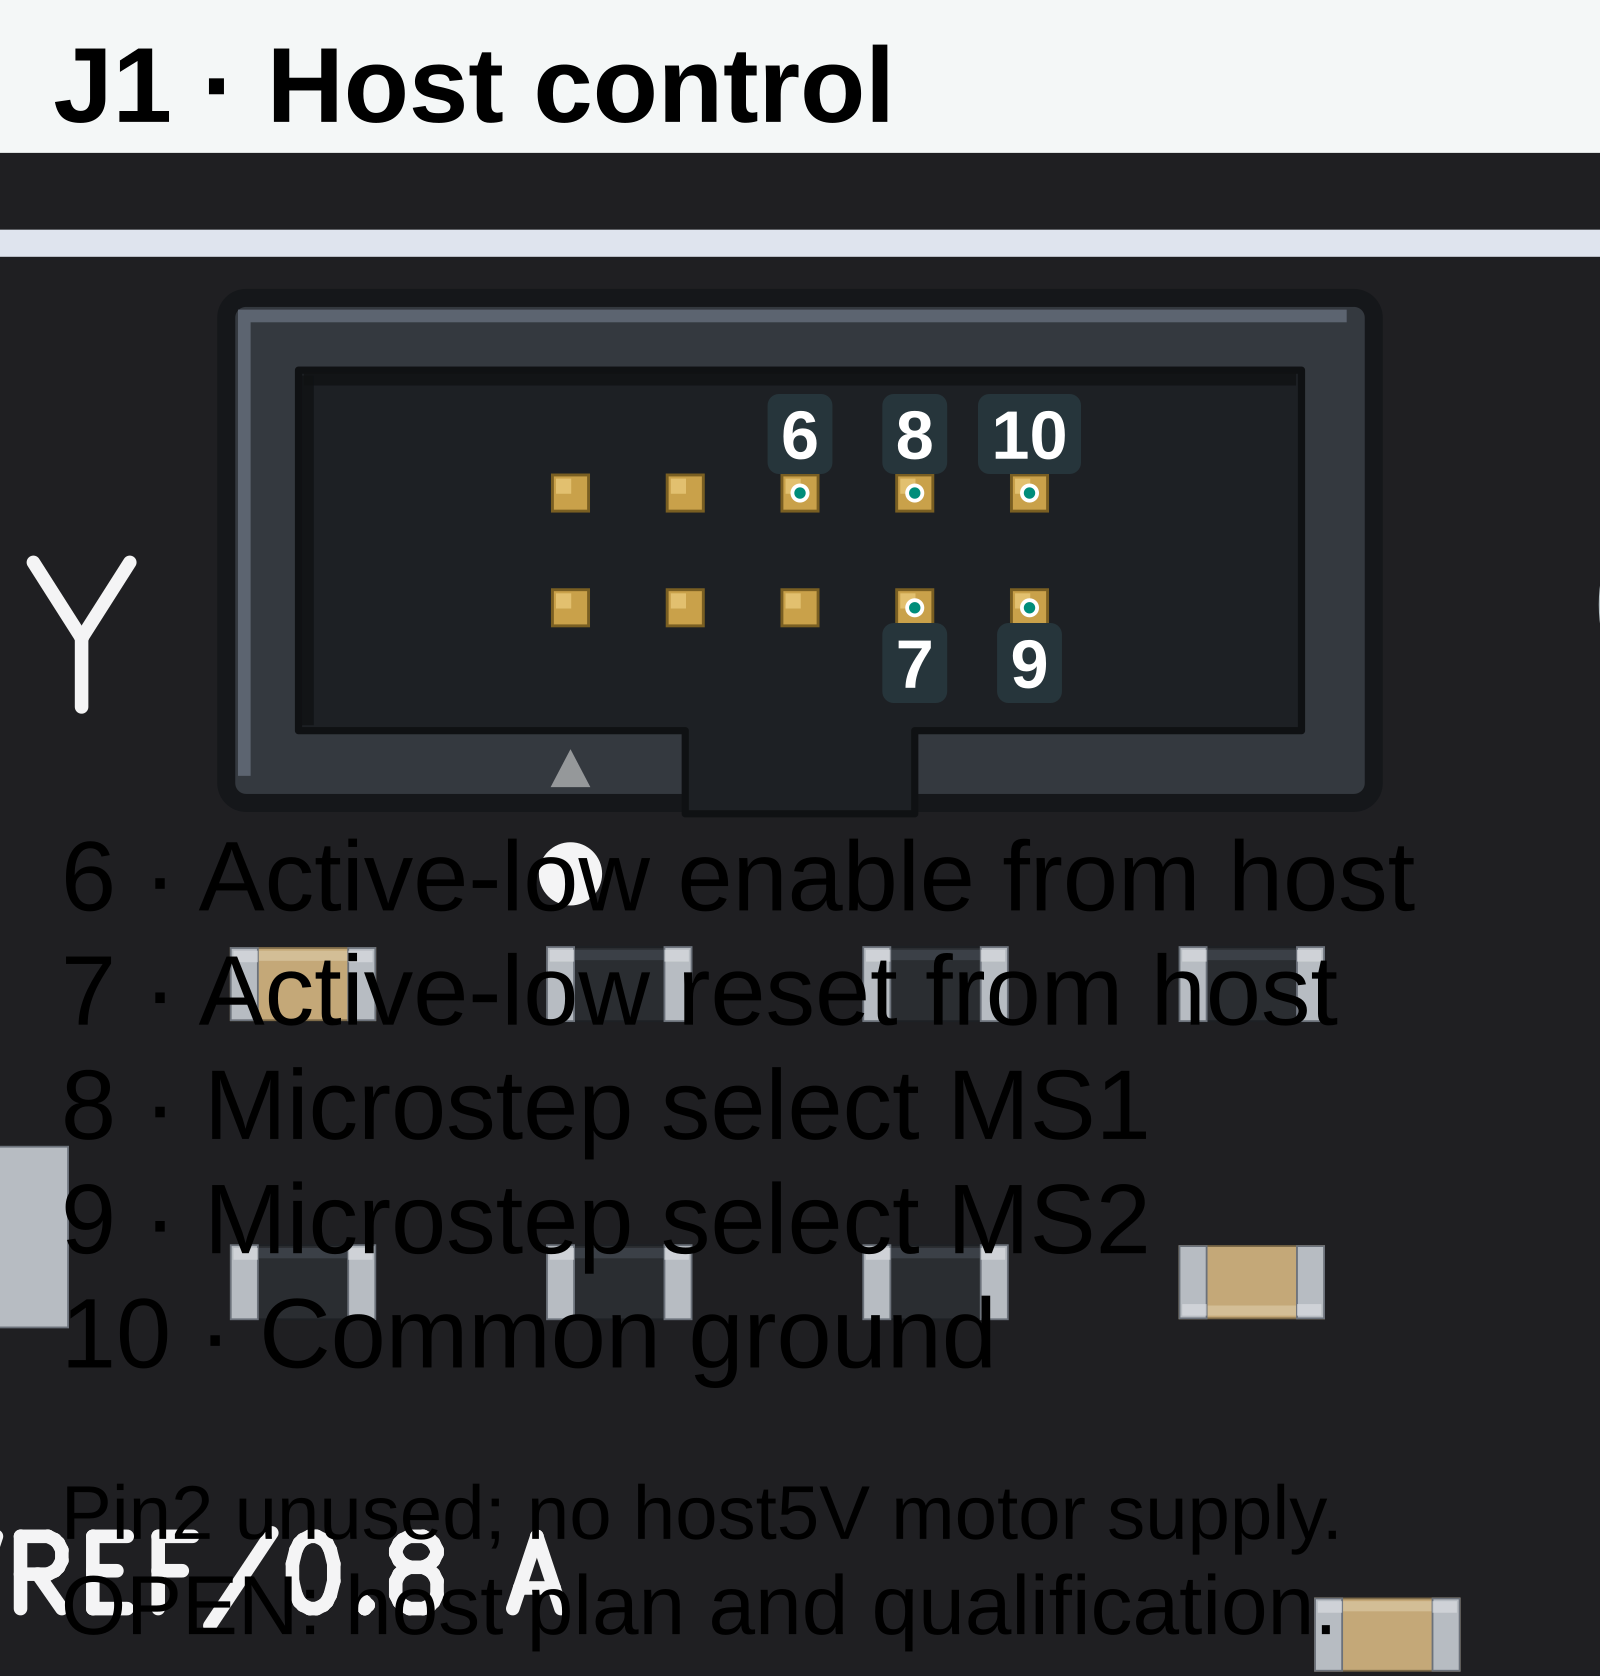 J1 · Host control
6 8 10
Y
7 9
6 · Active-low enable from host
7 · Active-low reset from host
8 · Microstep select MS1
9 · Microstep select MS2
10 · Common ground
Pin2 unused; no host5V motor supply.
REF/0.8 A
OPEN: host plan and qualification.